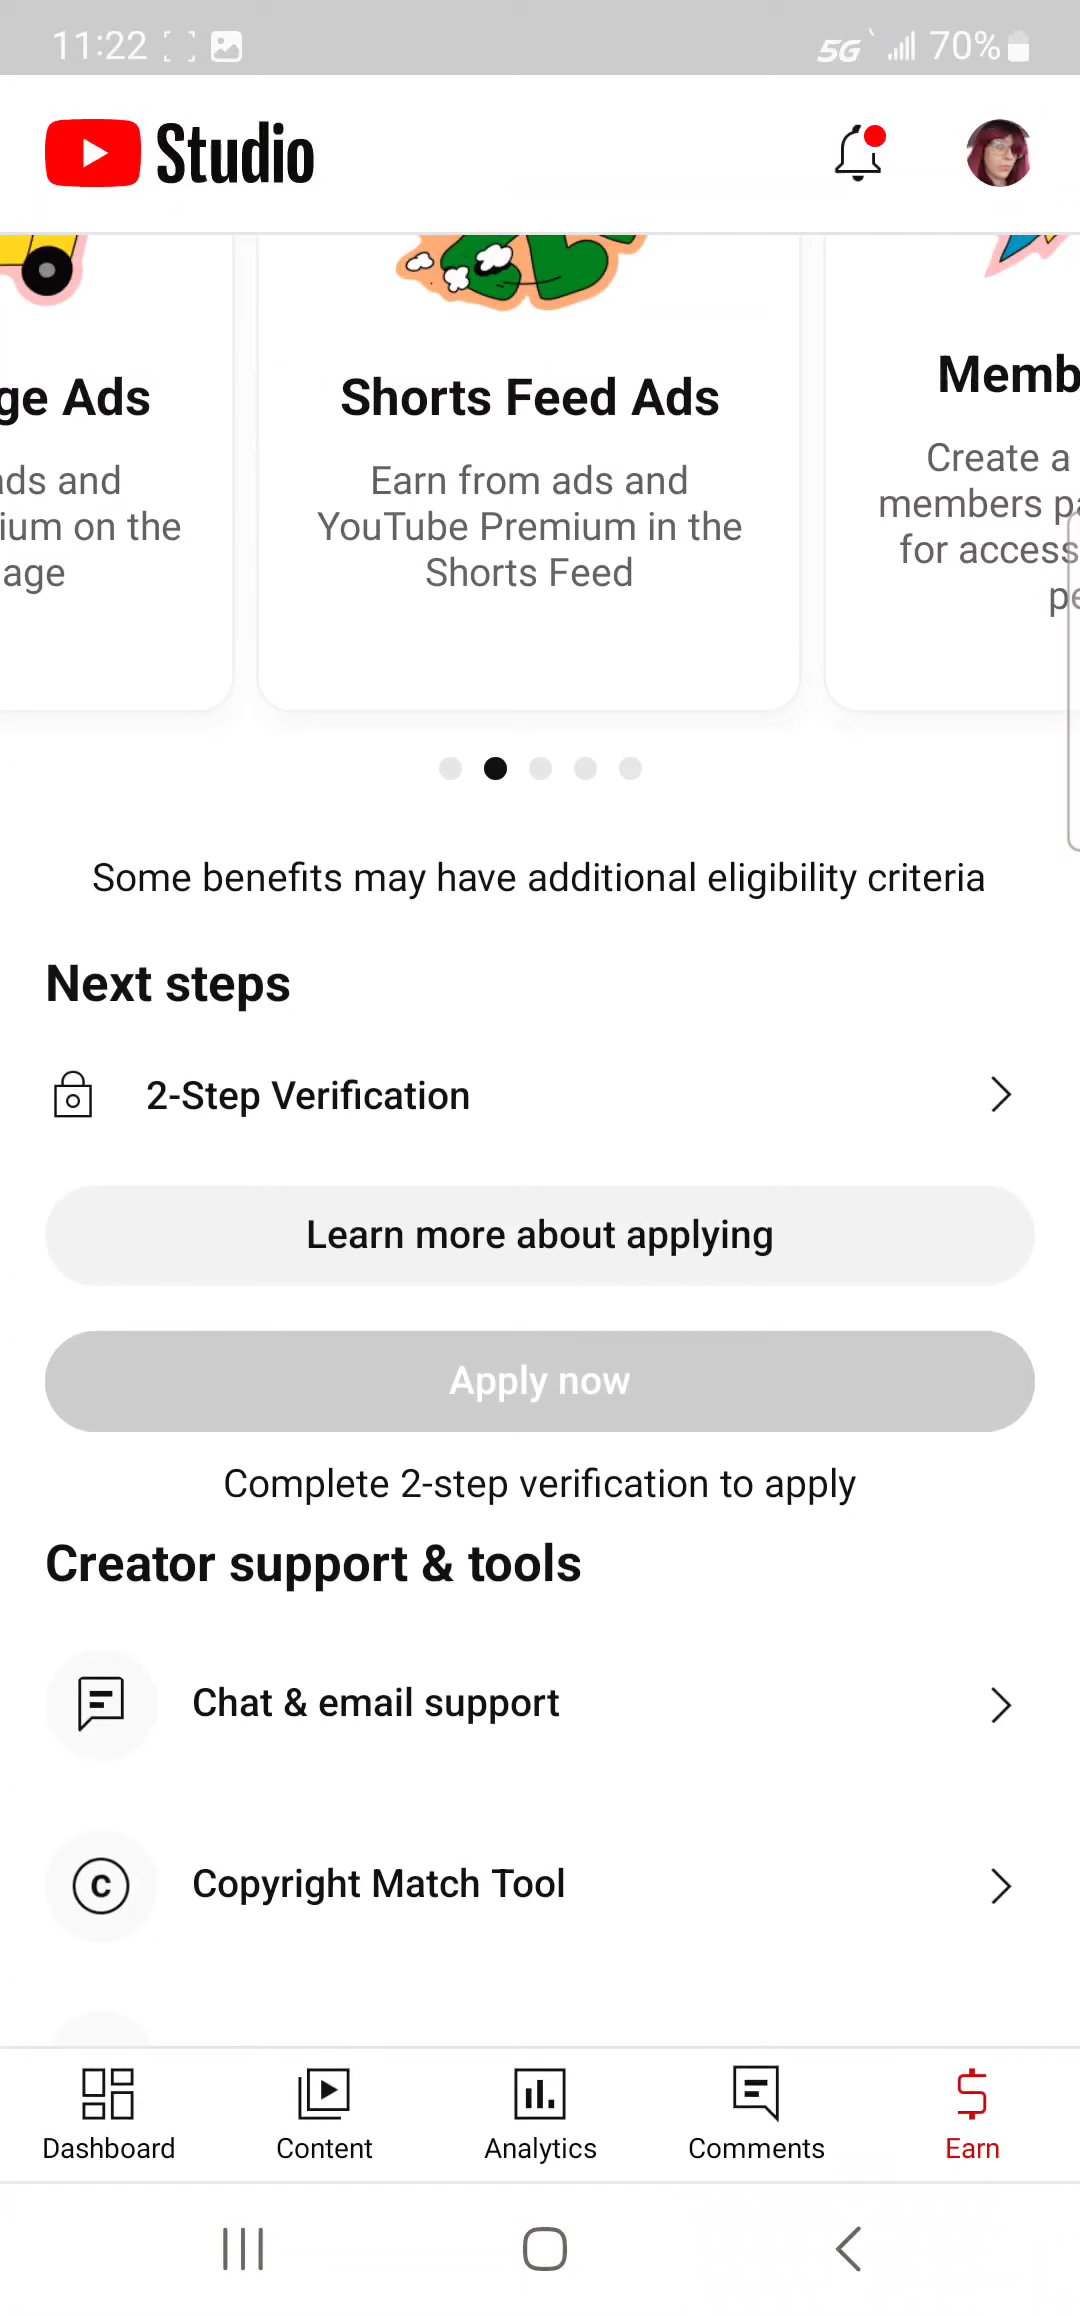 11:22
5G
70%
Studio
ge Ads
ads and
ium on the
age
Shorts Feed Ads
Earn from ads and
YouTube Premium in the
Shorts Feed
Memb
Create a
members pa
for access
pe
Some benefits may have additional eligibility criteria
Next steps
2-Step Verification
Learn more about applying
Apply now
Complete 2-step verification to apply
Creator support & tools
Chat & email support
Copyright Match Tool
Dashboard
Content
Analytics
Comments
Earn